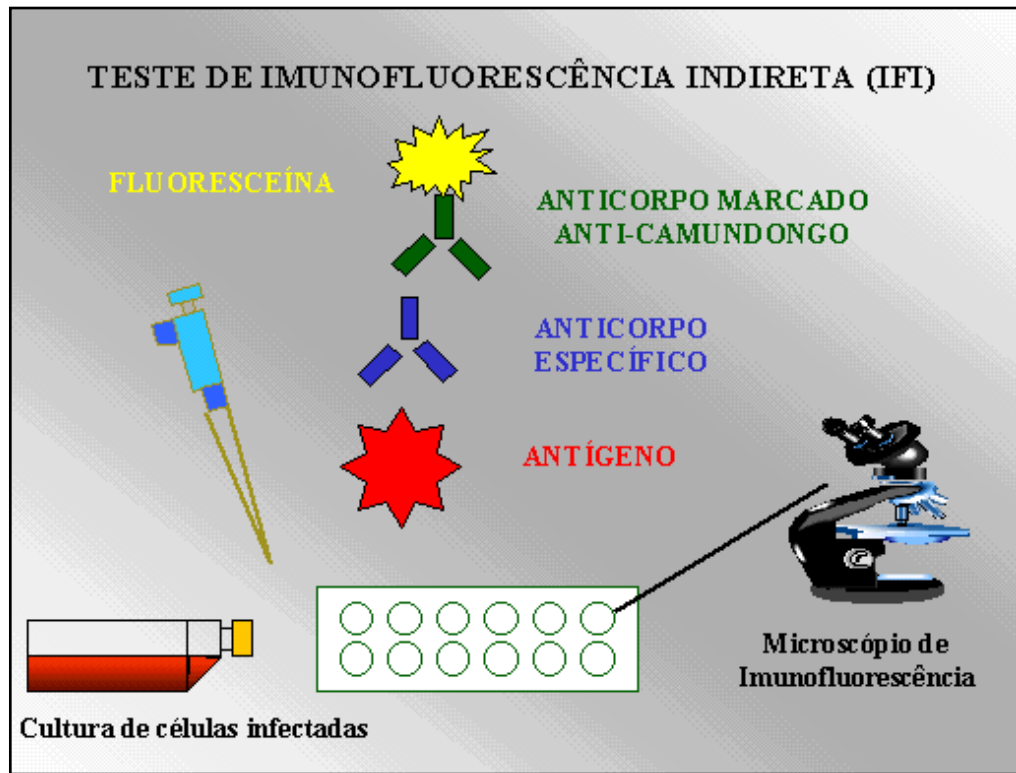 TESTE DE IMUNOFLUORESCÊNCIA INDIRETA (IFI)
FLUORESCEÍNA
ANTICORPO MARCADO
ANTI-CAMUNDONGO
ANTICORPO
ESPECÍFICO
ANTÍGENO
Microscópio de
Imunofluorescência
Cultura de células infectadas